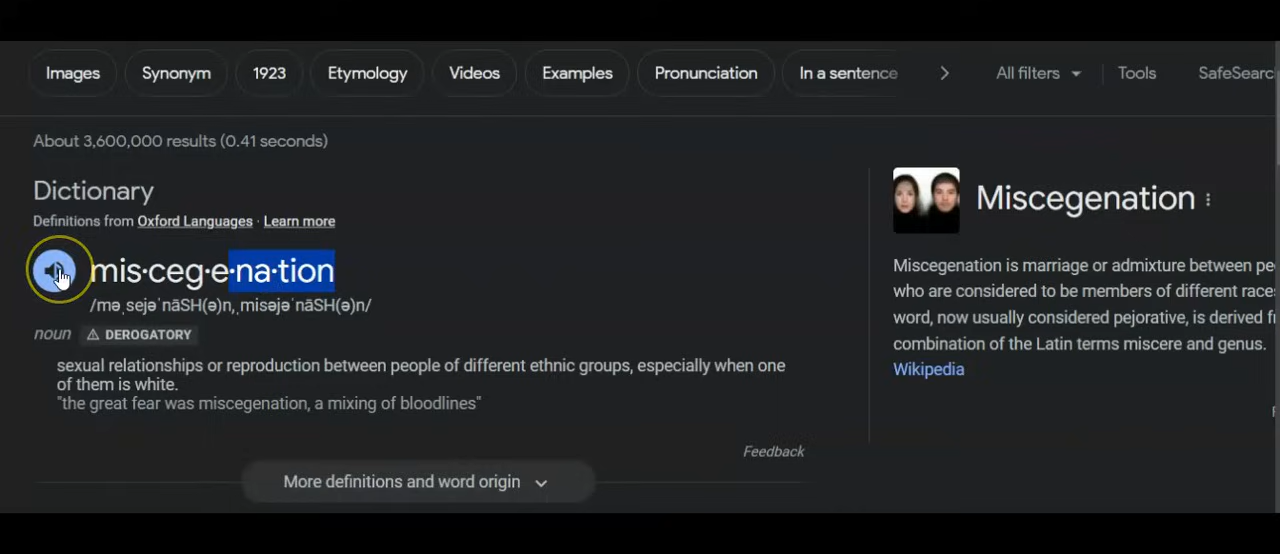 Images Synonym 1923 Etymology Videos Examples Pronunciation In a sentence All filters Tools SafeSearc
About 3,600,000 results (0.41 seconds)
Dictionary
Definitions from Oxford Languages · Learn more
mis·ceg·e·na·tion
/məˌsejəˈnāSH(ə)n,ˌmisəjəˈnāSH(ə)n/
noun DEROGATORY
sexual relationships or reproduction between people of different ethnic groups, especially when one
of them is white.
"the great fear was miscegenation, a mixing of bloodlines"
Feedback
More definitions and word origin
Miscegenation
Miscegenation is marriage or admixture between pe
who are considered to be members of different races
word, now usually considered pejorative, is derived f
combination of the Latin terms miscere and genus.
Wikipedia